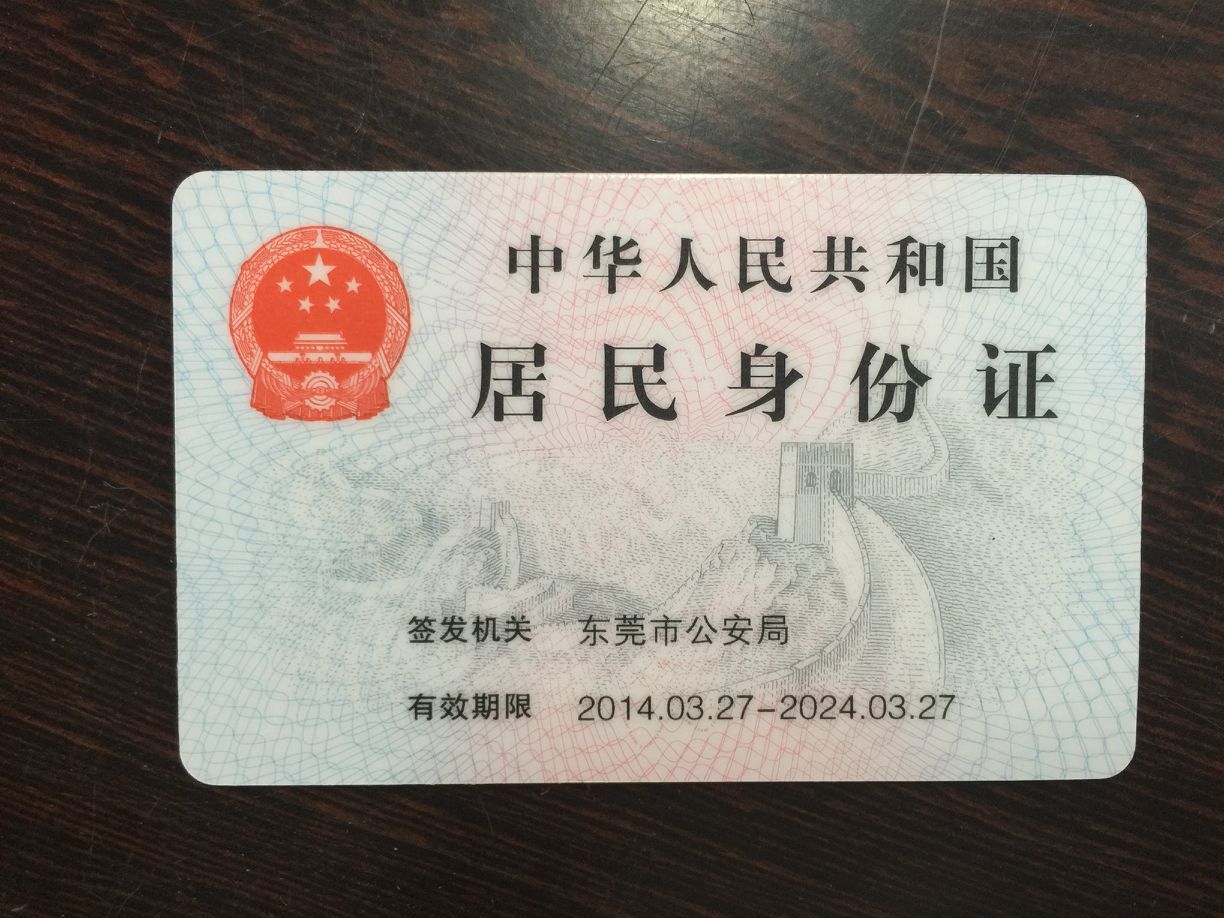 中华人民共和国
居民身份证
签发机关 东莞市公安局
有效期限 2014.03.27-2024.03.27